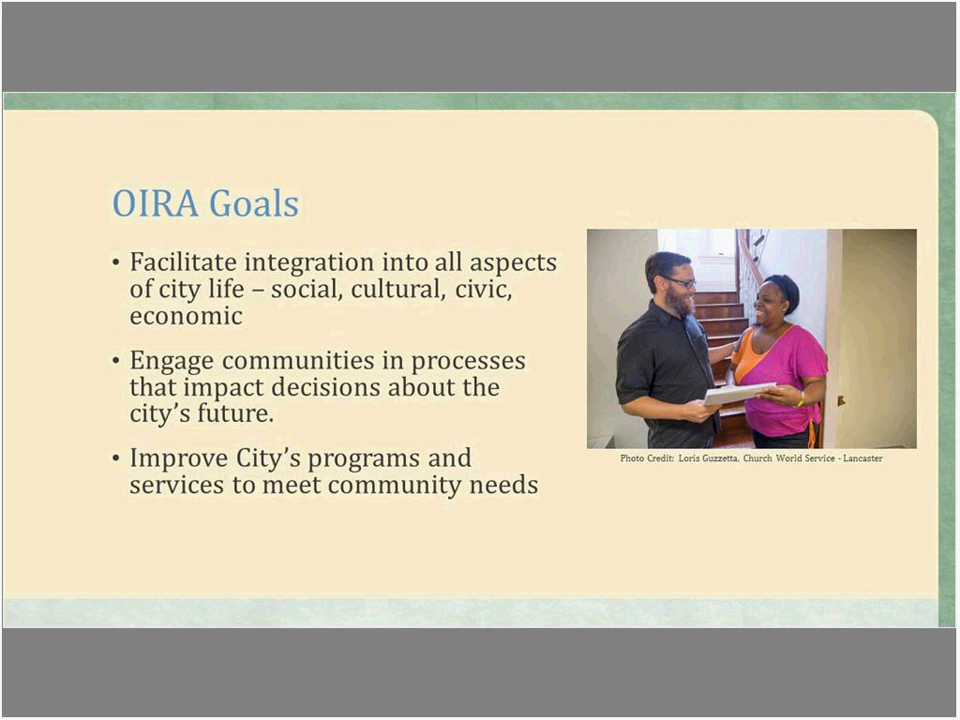 OIRA Goals
• Facilitate integration into all aspects
of city life – social, cultural, civic,
economic
• Engage communities in processes
that impact decisions about the
city’s future.
• Improve City’s programs and
services to meet community needs
Photo Credit: Loris Guzzetta, Church World Service - Lancaster